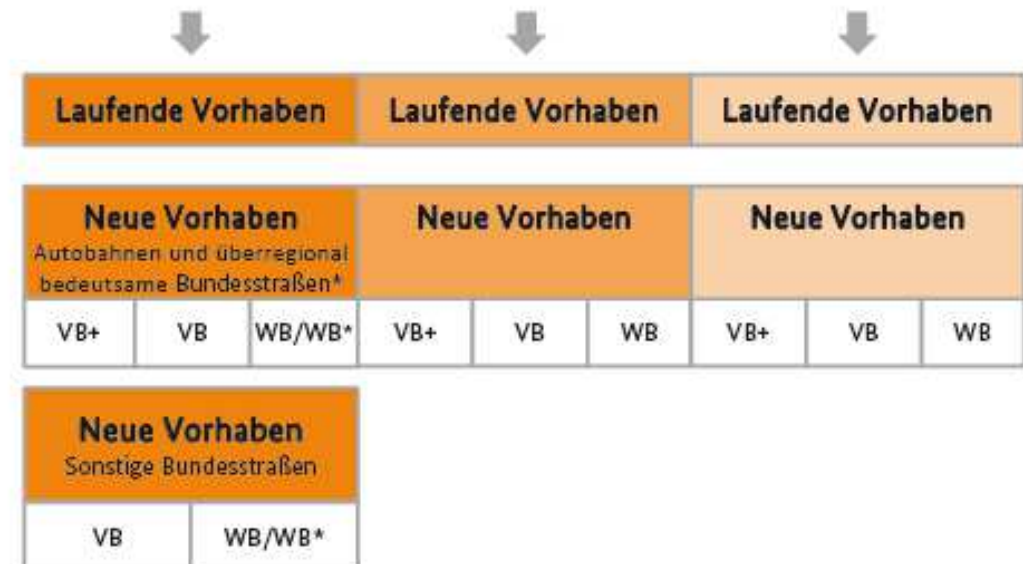 Laufende Vorhaben
Laufende Vorhaben
Laufende Vorhaben
Neue Vorhaben
Autobahnen und überregional
bedeutsame Bundesstraßen*
Neue Vorhaben
Neue Vorhaben
VB+
VB
WB/WB*
VB+
VB
WB
VB+
VB
WB
Neue Vorhaben
Sonstige Bundesstraßen
VB
WB/WB*